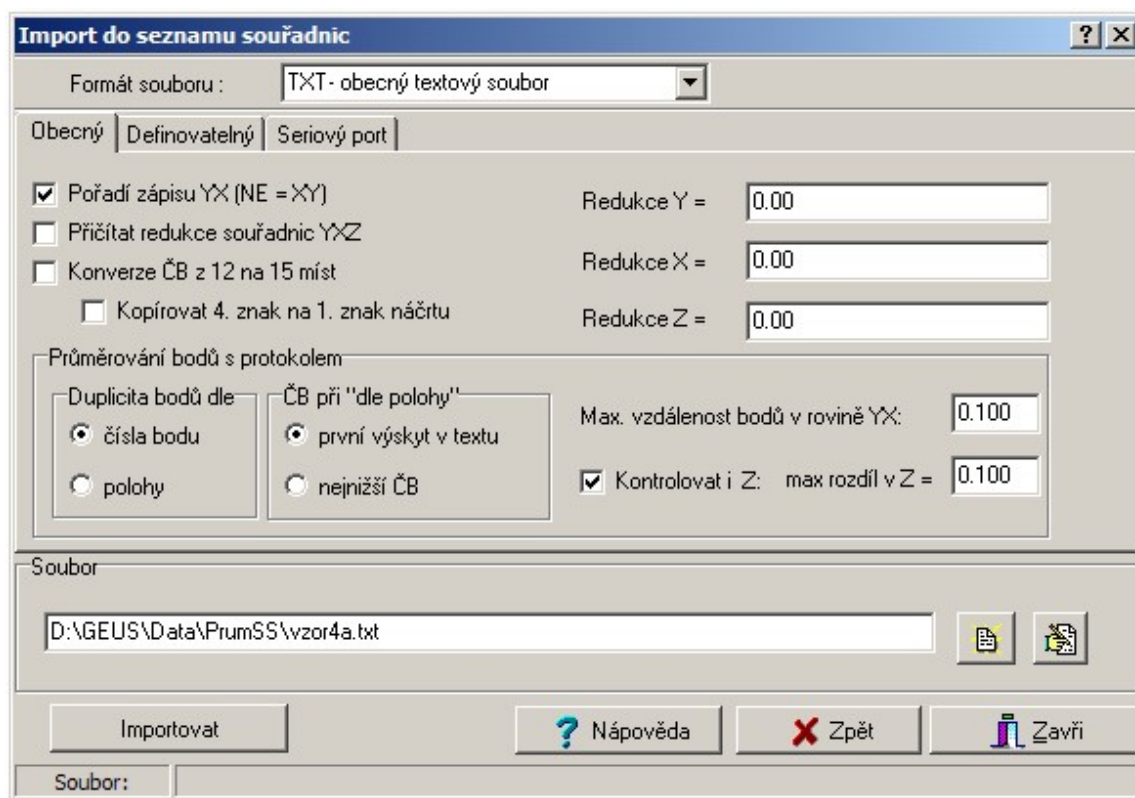 Import do seznamu souřadnic
Formát souboru : TXT- obecný textový soubor
Obecný Definovatelný Seriový port
Pořadí zápisu YX (NE = XY) Redukce Y = 0.00
Přičítat redukce souřadnic YXZ
Konverze ČB z 12 na 15 míst Redukce X = 0.00
Kopírovat 4. znak na 1. znak náčrtu Redukce Z = 0.00
Průměrování bodů s protokolem
Duplicita bodů dle ČB při "dle polohy"
čísla bodu první výskyt v textu Max. vzdálenost bodů v rovině YX: 0.100
polohy nejnižší ČB Kontrolovat i Z: max rozdíl v Z = 0.100
Soubor
D:\GEUS\Data\PrumSS\vzor4a.txt
Importovat ? Nápověda Zpět Zavři
Soubor: